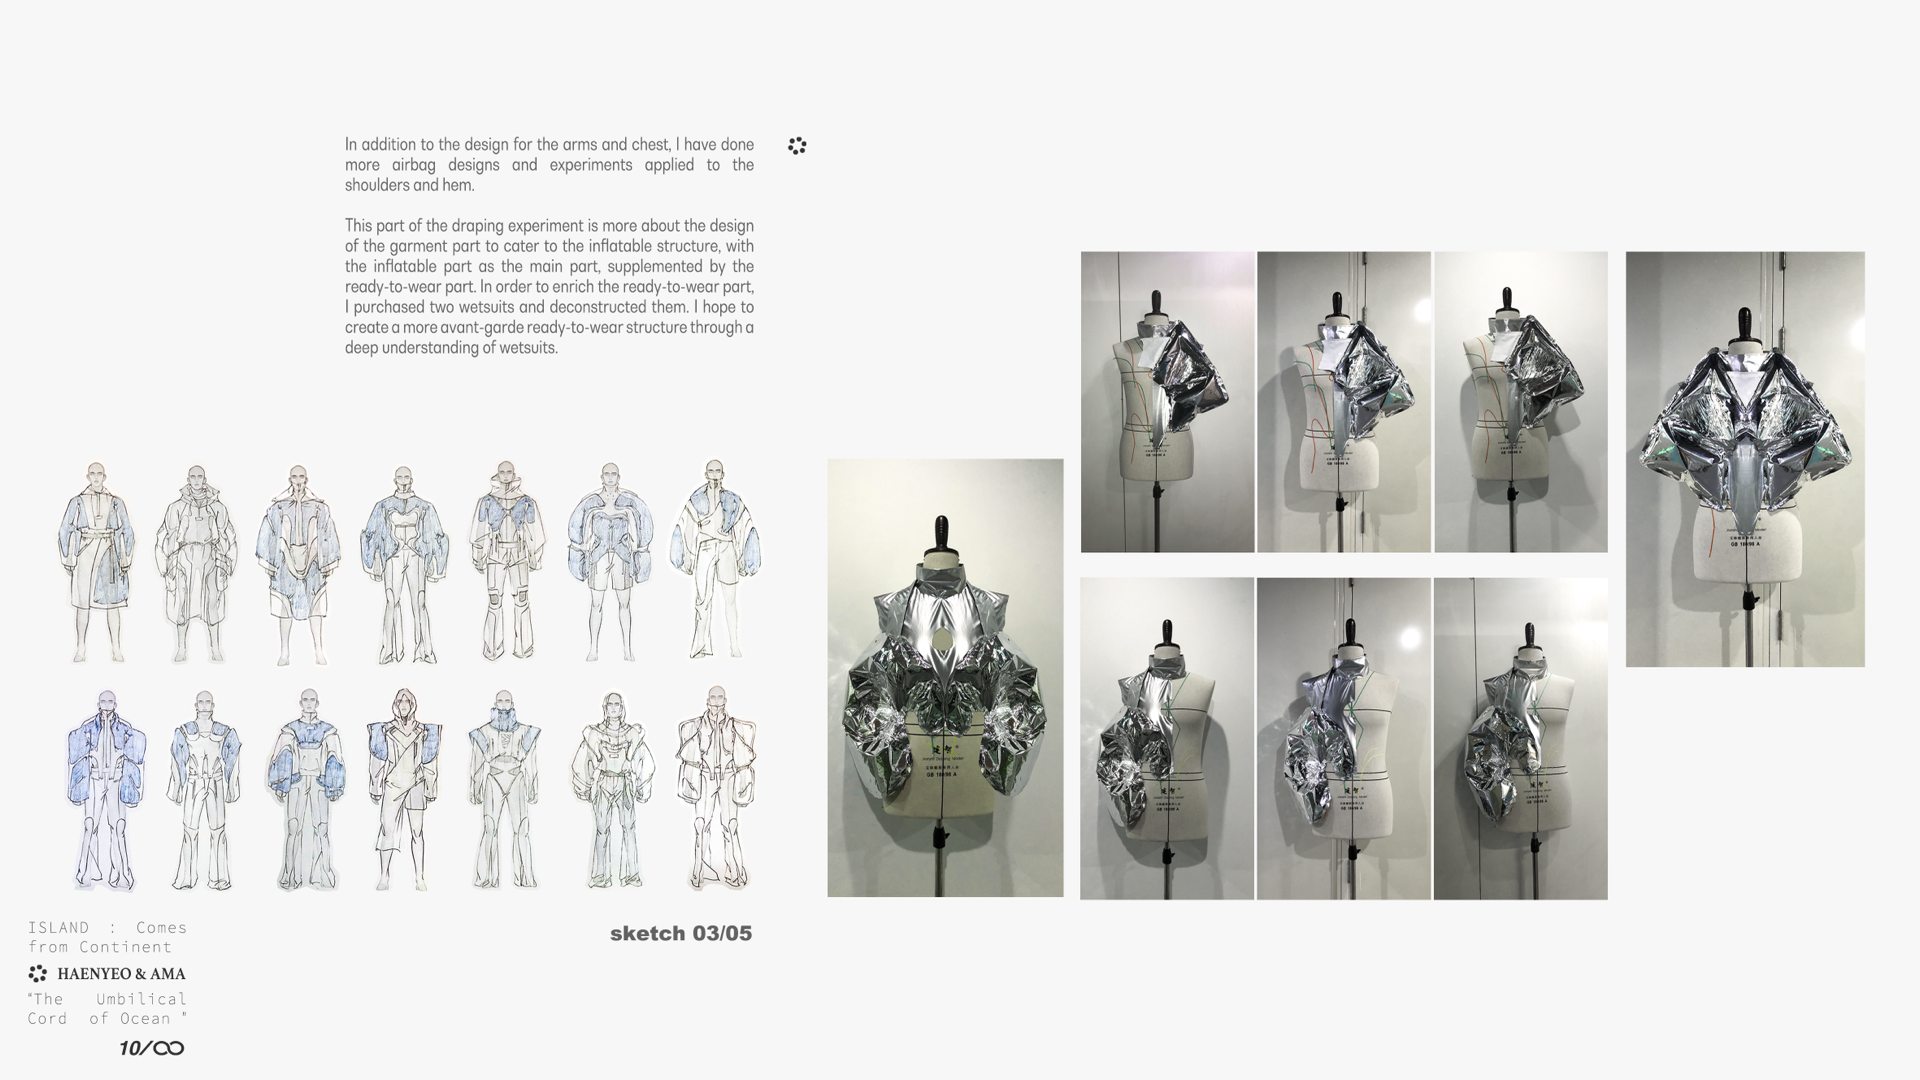 In addition to the design for the arms and chest, I have done
more airbag designs and experiments applied to the
shoulders and hem.
This part of the draping experiment is more about the design
of the garment part to cater to the inflatable structure, with
the inflatable part as the main part, supplemented by the
ready-to-wear part. In order to enrich the ready-to-wear part,
I purchased two wetsuits and deconstructed them. I hope to
create a more avant-garde ready-to-wear structure through a
deep understanding of wetsuits.
sketch 03/05
ISLAND : Comes
from Continent
HAENYEO & AMA
"The Umbilical
Cord of Ocean "
10/∞